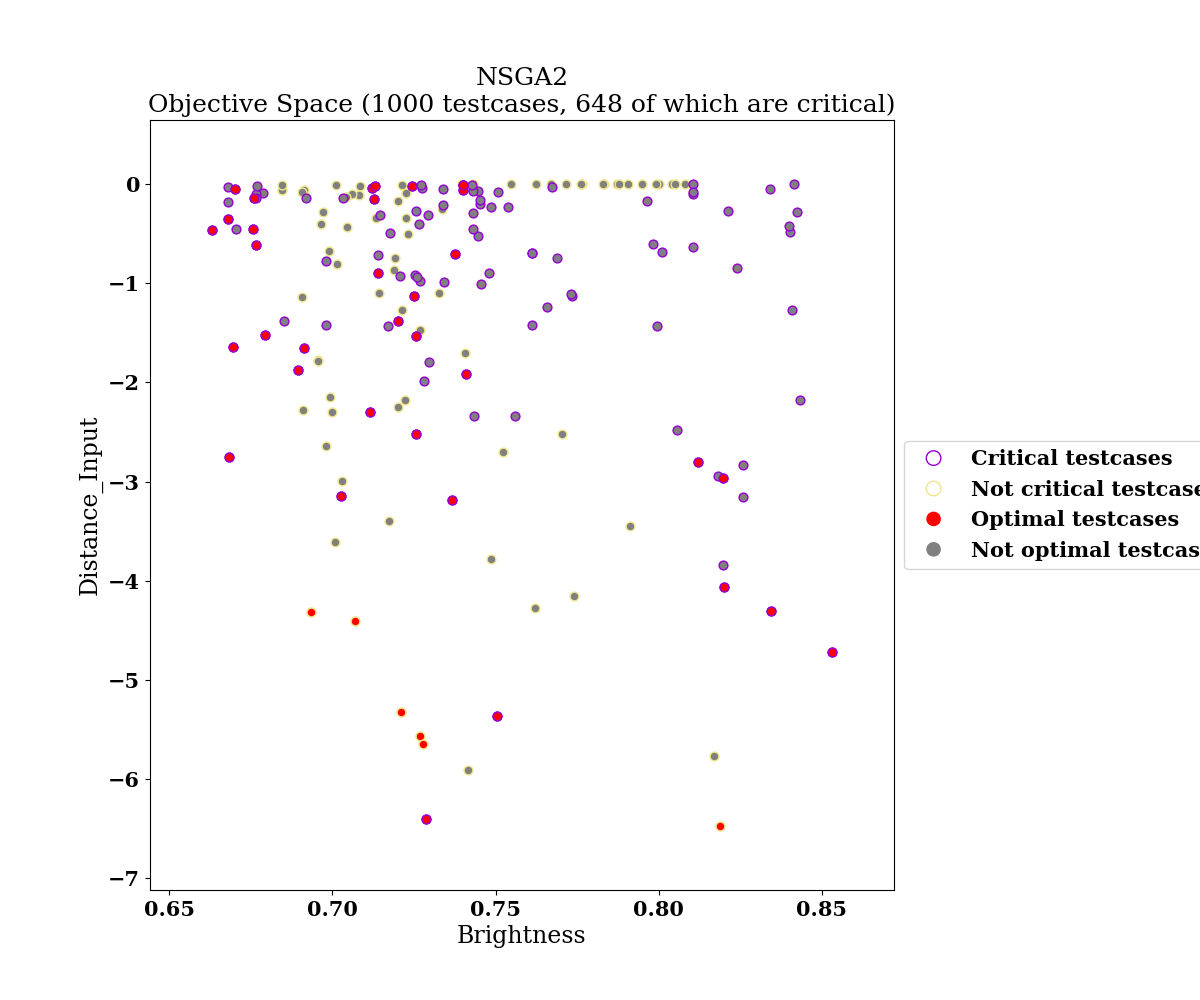 NSGA2
Objective Space (1000 testcases, 648 of which are critical)
0
−1
−2
−3
−4
−5
−6
−7
Distance_Input
0.65 0.70 0.75 0.80 0.85
Brightness
Critical testcases
Not critical testcase
Optimal testcases
Not optimal testcas